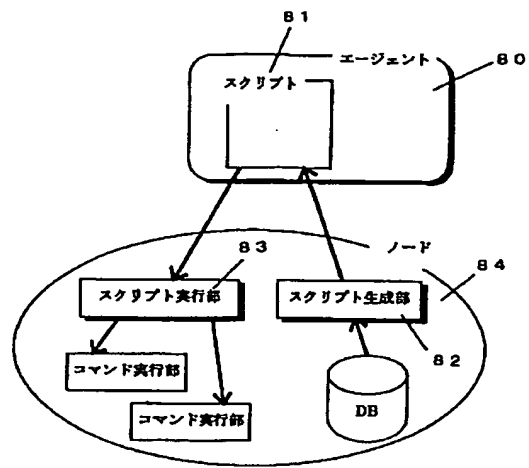 ８１
エージェント
８０
スクリプト
８３
ノード
８４
スクリプト実行部
スクリプト生成部
８２
コマンド実行部
DB
コマンド実行部